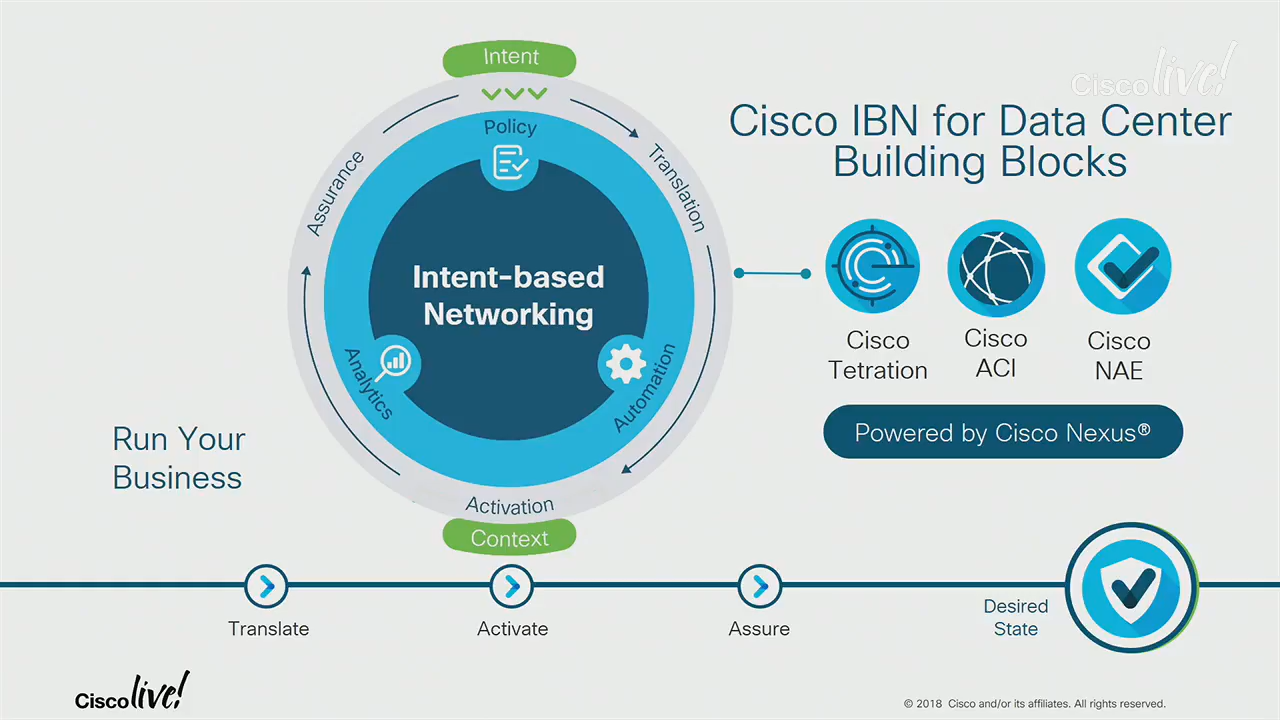 Intent
Policy
Translation
Assurance
Intent-based
Networking
Analytics
Automation
Activation
Context
Cisco live!
Cisco IBN for Data Center
Building Blocks
Cisco
Tetration
Cisco
ACI
Cisco
NAE
Powered by Cisco Nexus®
Run Your
Business
Translate
Activate
Assure
Desired
State
Cisco live!
© 2018 Cisco and/or its affiliates. All rights reserved.